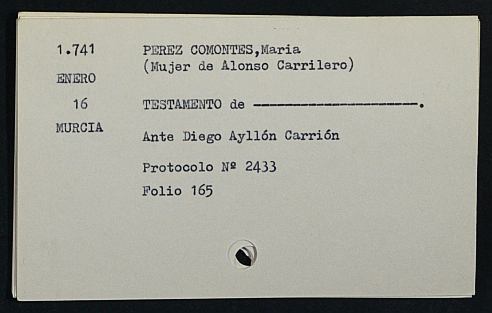 1.741 PEREZ COMONTES,Maria
(Mujer de Alonso Carrilero)
ENERO
16 TESTAMENTO de ————————————————.
MURCIA
Ante Diego Ayllón Carrión
Protocolo Nº 2433
Folio 165